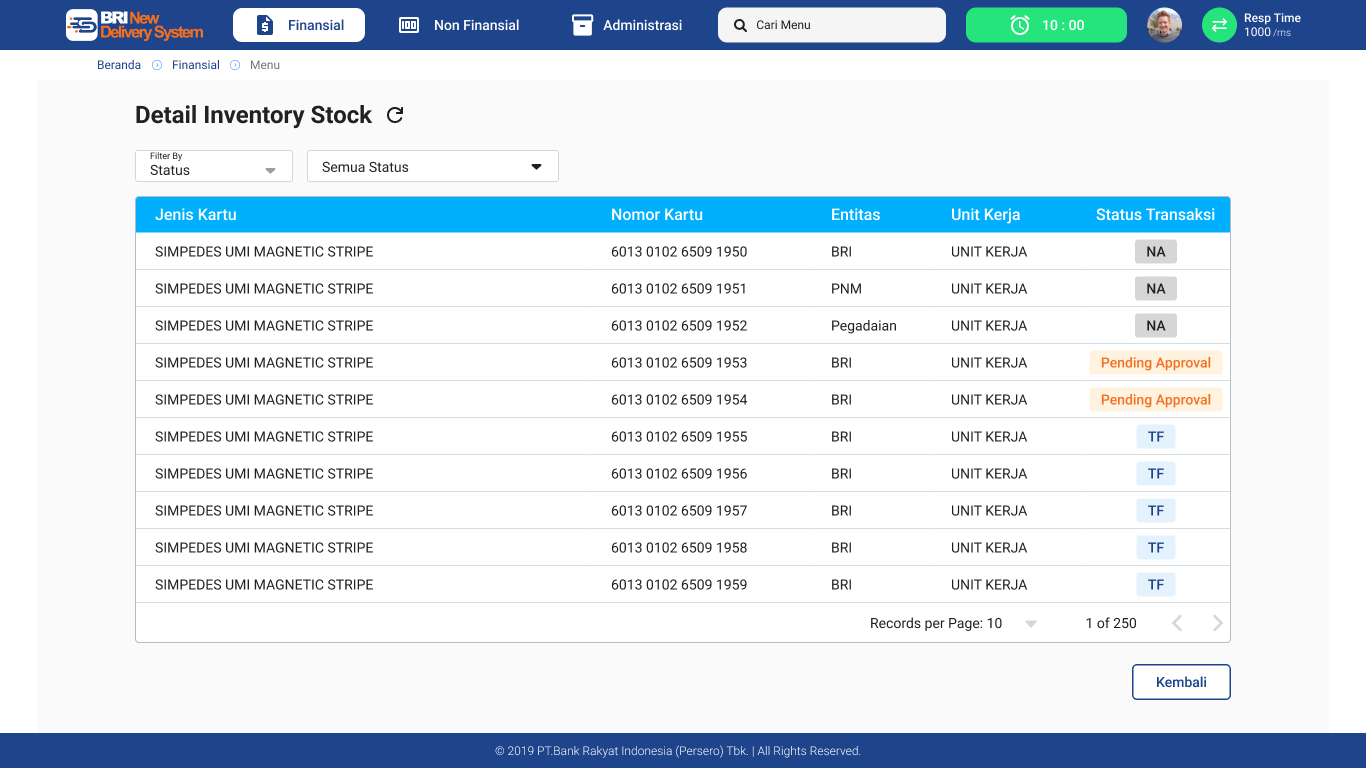 BRI New Delivery System
Finansial
Non Finansial
Administrasi
Cari Menu
10 : 00
Resp Time
1000 /ms
Beranda Finansial Menu
Detail Inventory Stock
Filter By
Status
Semua Status
Jenis Kartu Nomor Kartu Entitas Unit Kerja Status Transaksi
SIMPEDES UMI MAGNETIC STRIPE 6013 0102 6509 1950 BRI UNIT KERJA NA
SIMPEDES UMI MAGNETIC STRIPE 6013 0102 6509 1951 PNM UNIT KERJA NA
SIMPEDES UMI MAGNETIC STRIPE 6013 0102 6509 1952 Pegadaian UNIT KERJA NA
SIMPEDES UMI MAGNETIC STRIPE 6013 0102 6509 1953 BRI UNIT KERJA Pending Approval
SIMPEDES UMI MAGNETIC STRIPE 6013 0102 6509 1954 BRI UNIT KERJA Pending Approval
SIMPEDES UMI MAGNETIC STRIPE 6013 0102 6509 1955 BRI UNIT KERJA TF
SIMPEDES UMI MAGNETIC STRIPE 6013 0102 6509 1956 BRI UNIT KERJA TF
SIMPEDES UMI MAGNETIC STRIPE 6013 0102 6509 1957 BRI UNIT KERJA TF
SIMPEDES UMI MAGNETIC STRIPE 6013 0102 6509 1958 BRI UNIT KERJA TF
SIMPEDES UMI MAGNETIC STRIPE 6013 0102 6509 1959 BRI UNIT KERJA TF
Records per Page: 10 1 of 250
Kembali
© 2019 PT.Bank Rakyat Indonesia (Persero) Tbk. | All Rights Reserved.